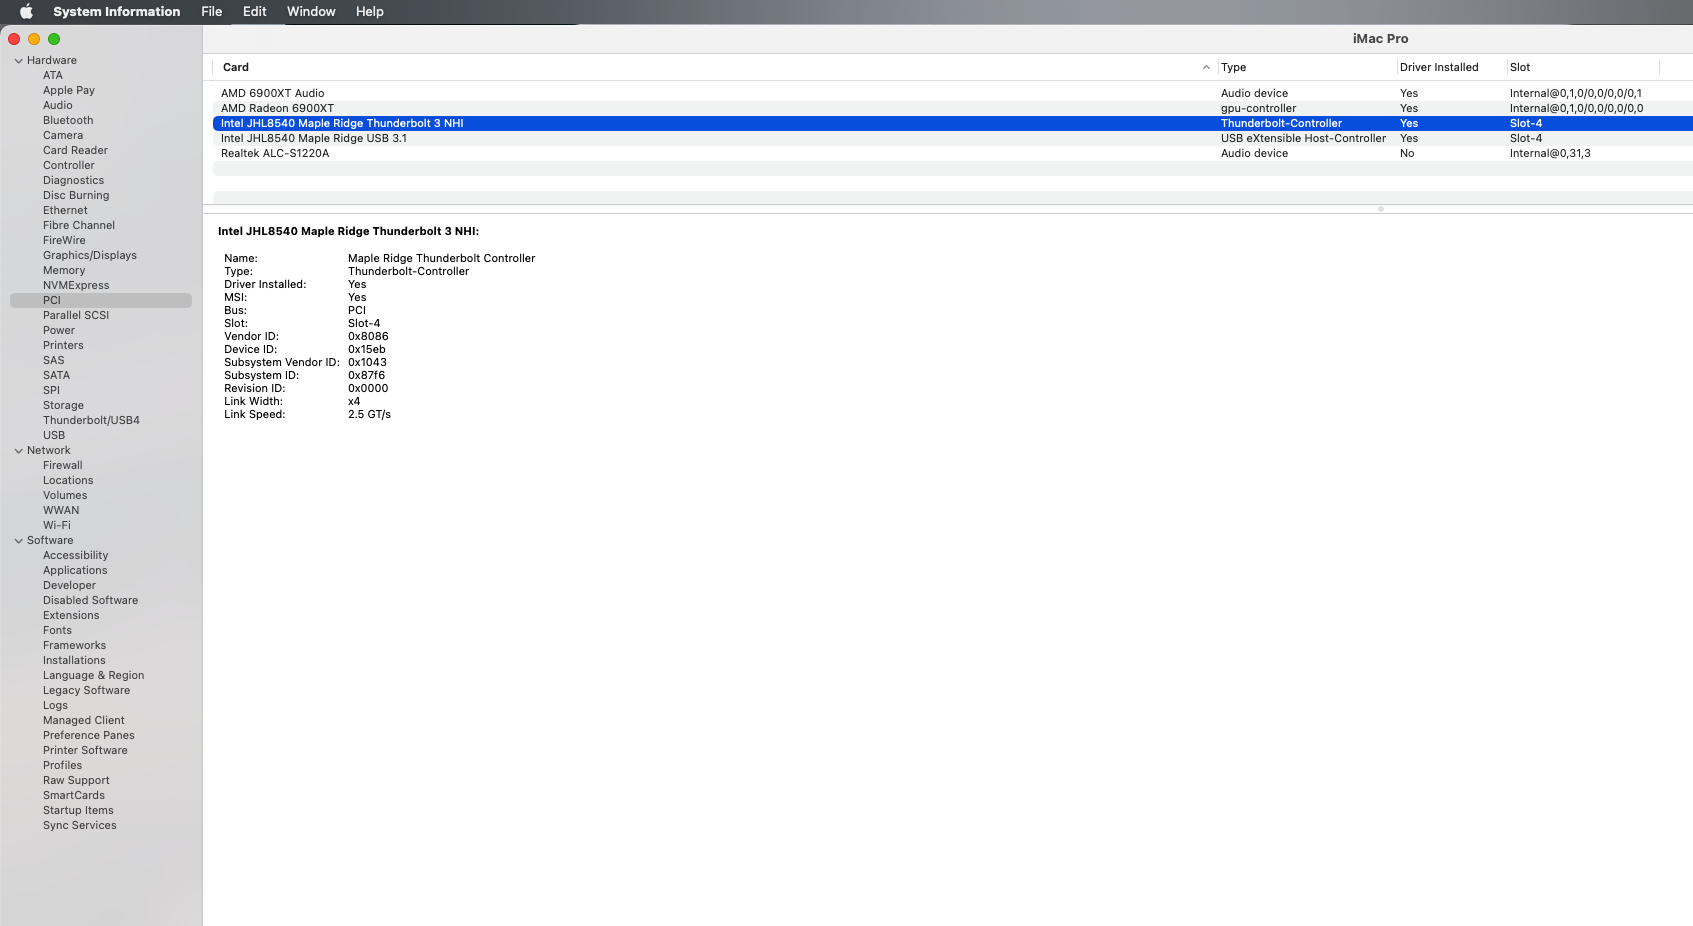 System Information File Edit Window Help
iMac Pro
Hardware
ATA
Apple Pay
Audio
Bluetooth
Camera
Card Reader
Controller
Diagnostics
Disc Burning
Ethernet
Fibre Channel
FireWire
Graphics/Displays
Memory
NVMExpress
PCI
Parallel SCSI
Power
Printers
SAS
SATA
SPI
Storage
Thunderbolt/USB4
USB
Network
Firewall
Locations
Volumes
WWAN
Wi-Fi
Software
Accessibility
Applications
Developer
Disabled Software
Extensions
Fonts
Frameworks
Installations
Language & Region
Legacy Software
Logs
Managed Client
Preference Panes
Printer Software
Profiles
Raw Support
SmartCards
Startup Items
Sync Services
Card Type Driver Installed Slot
AMD 6900XT Audio Audio device Yes Internal@0,1,0/0,0/0,0/0,1
AMD Radeon 6900XT gpu-controller Yes Internal@0,1,0/0,0/0,0/0,0
Intel JHL8540 Maple Ridge Thunderbolt 3 NHI Thunderbolt-Controller Yes Slot-4
Intel JHL8540 Maple Ridge USB 3.1 USB eXtensible Host-Controller Yes Slot-4
Realtek ALC-S1220A Audio device No Internal@0,31,3
Intel JHL8540 Maple Ridge Thunderbolt 3 NHI:
Name: Maple Ridge Thunderbolt Controller
Type: Thunderbolt-Controller
Driver Installed: Yes
MSI: Yes
Bus: PCI
Slot: Slot-4
Vendor ID: 0x8086
Device ID: 0x15eb
Subsystem Vendor ID: 0x1043
Subsystem ID: 0x87f6
Revision ID: 0x0000
Link Width: x4
Link Speed: 2.5 GT/s